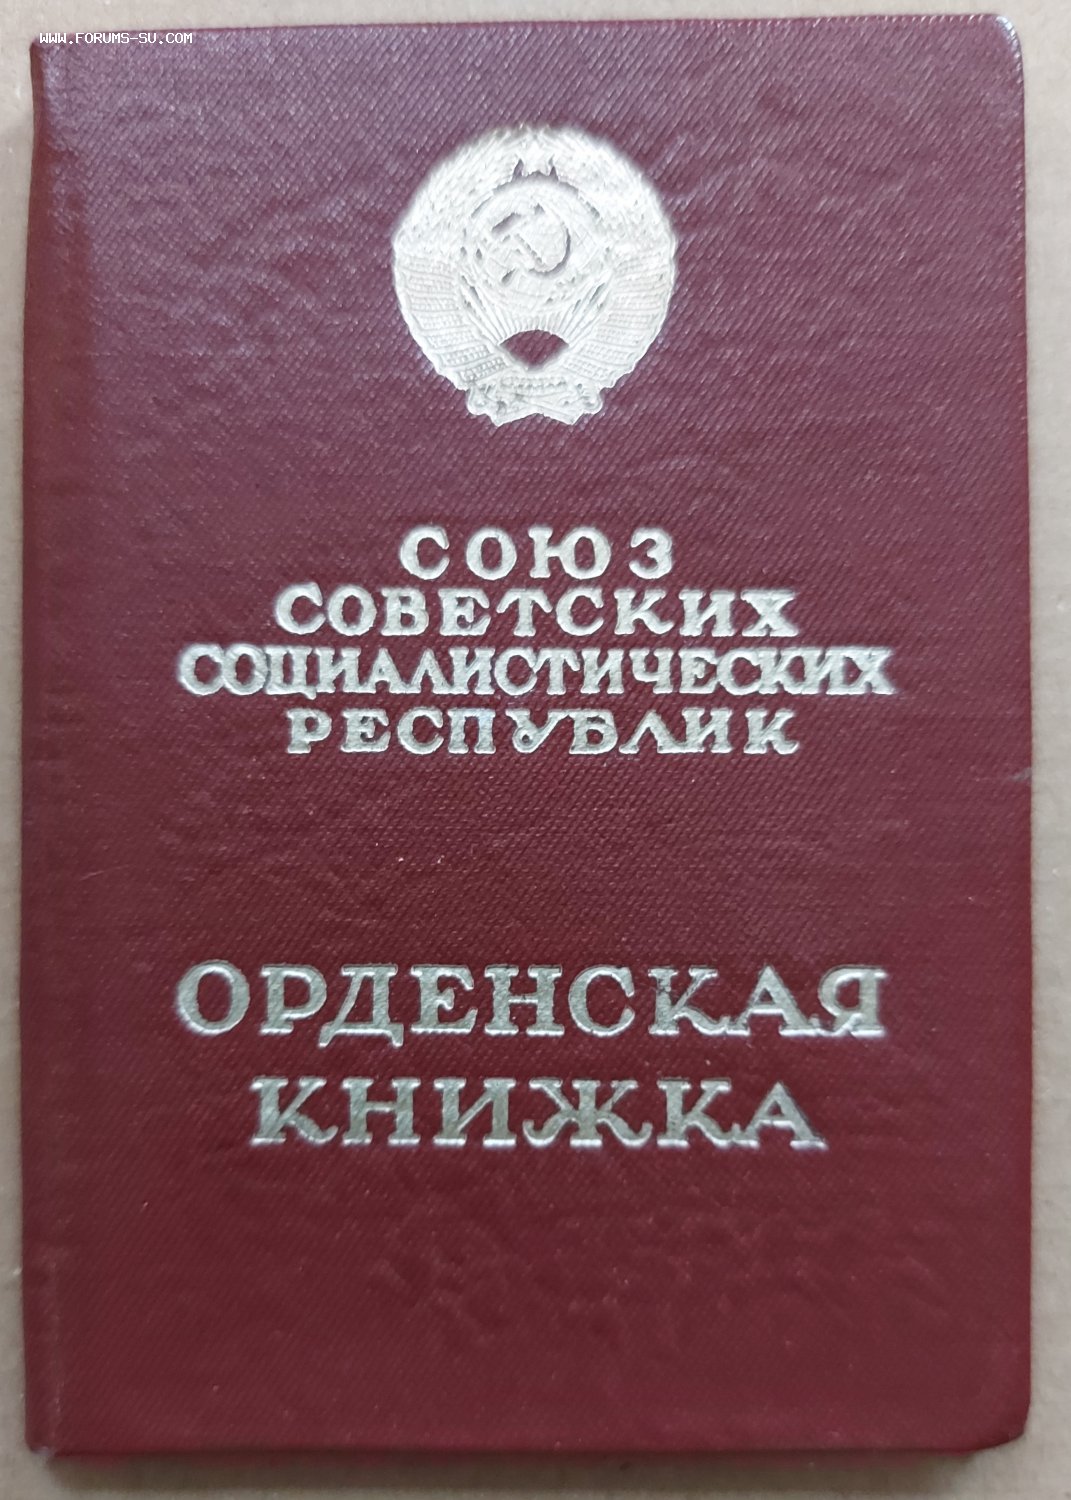 WWW.FORUMS-SU.COM
СОЮЗ
СОВЕТСКИХ
СОЦИАЛИСТИЧЕСКИХ
РЕСПУБЛИК
ОРДЕНСКАЯ
КНИЖКА